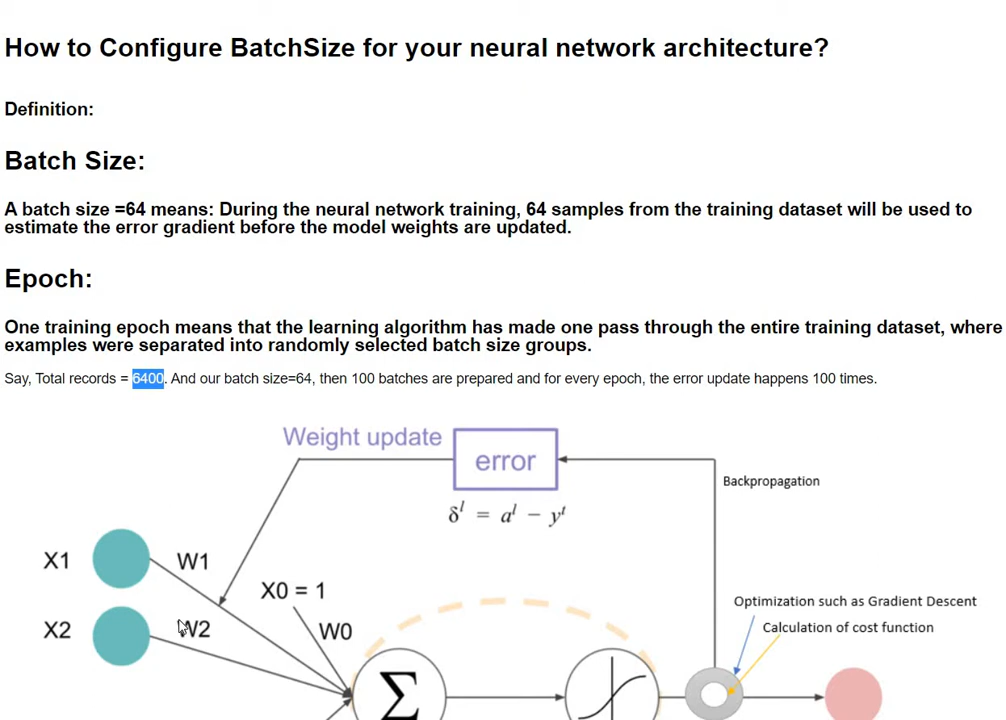 How to Configure BatchSize for your neural network architecture?
Definition:
Batch Size:
A batch size =64 means: During the neural network training, 64 samples from the training dataset will be used to
estimate the error gradient before the model weights are updated.
Epoch:
One training epoch means that the learning algorithm has made one pass through the entire training dataset, where
examples were separated into randomly selected batch size groups.
Say, Total records = 6400. And our batch size=64, then 100 batches are prepared and for every epoch, the error update happens 100 times.
Weight update
error
Backpropagation
δˡ = aˡ − yᵗ
X1
W1
X0 = 1
Optimization such as Gradient Descent
Calculation of cost function
X2
W2
W0
Σ